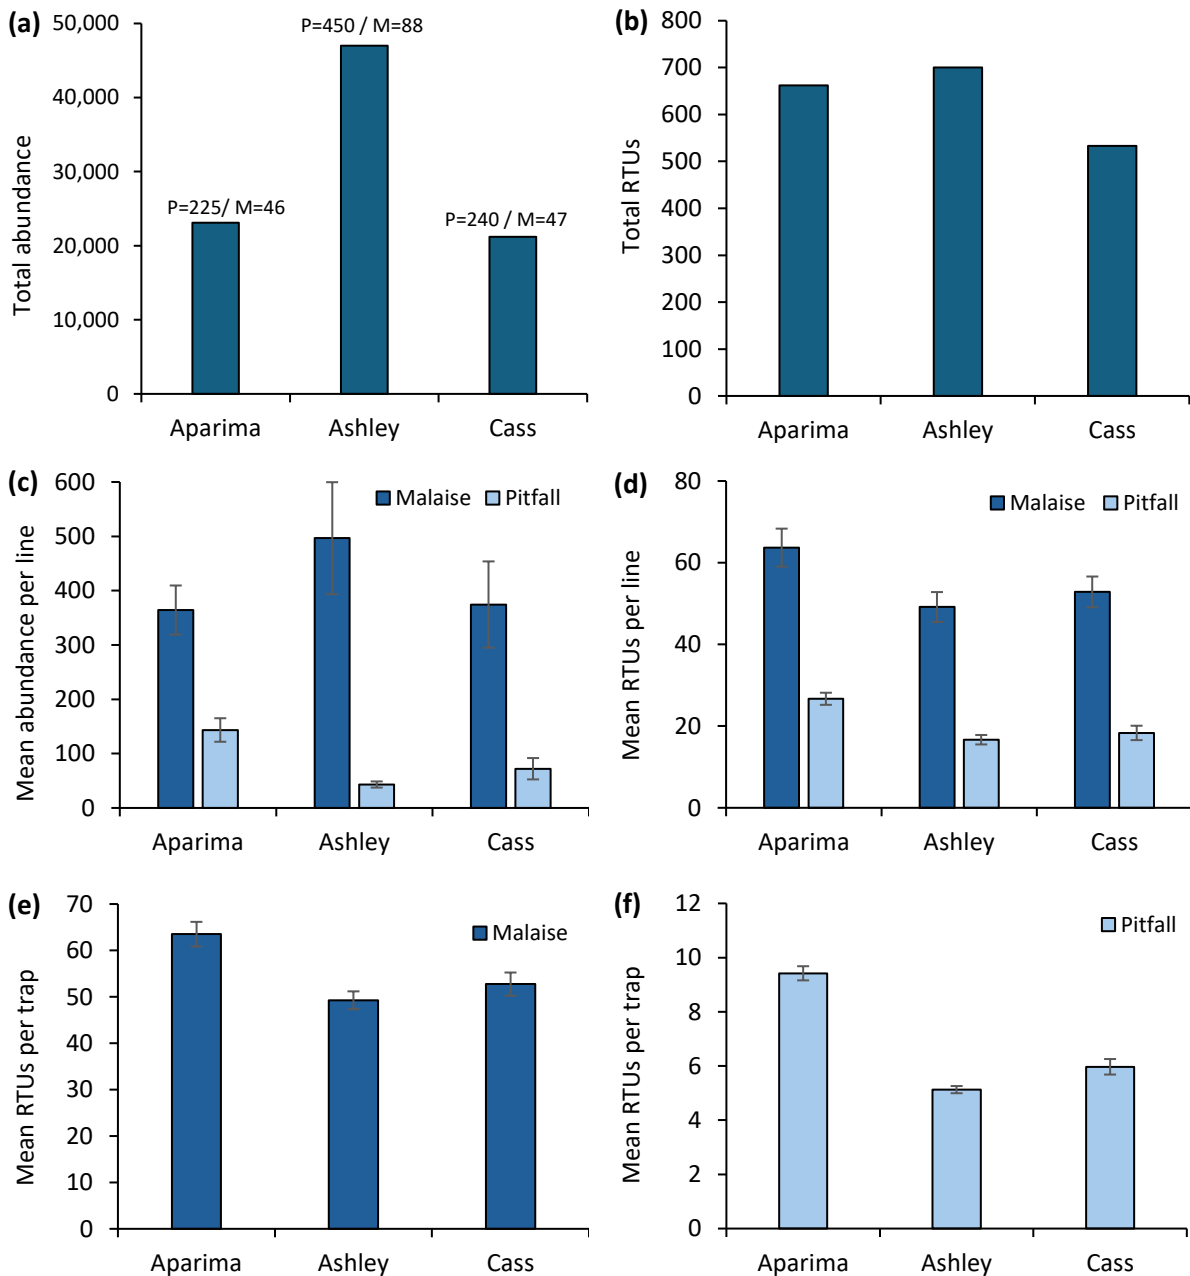 (a)
50,000
40,000
30,000
20,000
10,000
0
Total abundance
P=225/ M=46
P=450 / M=88
P=240 / M=47
Aparima
Ashley
Cass
(b)
800
700
600
500
400
300
200
100
0
Total RTUs
Aparima
Ashley
Cass
(c)
600
500
400
300
200
100
0
Mean abundance per line
Malaise
Pitfall
Aparima
Ashley
Cass
(d)
80
60
40
20
0
Mean RTUs per line
Malaise
Pitfall
Aparima
Ashley
Cass
(e)
70
60
50
40
30
20
10
0
Mean RTUs per trap
Malaise
Aparima
Ashley
Cass
(f)
12
10
8
6
4
2
0
Mean RTUs per trap
Pitfall
Aparima
Ashley
Cass